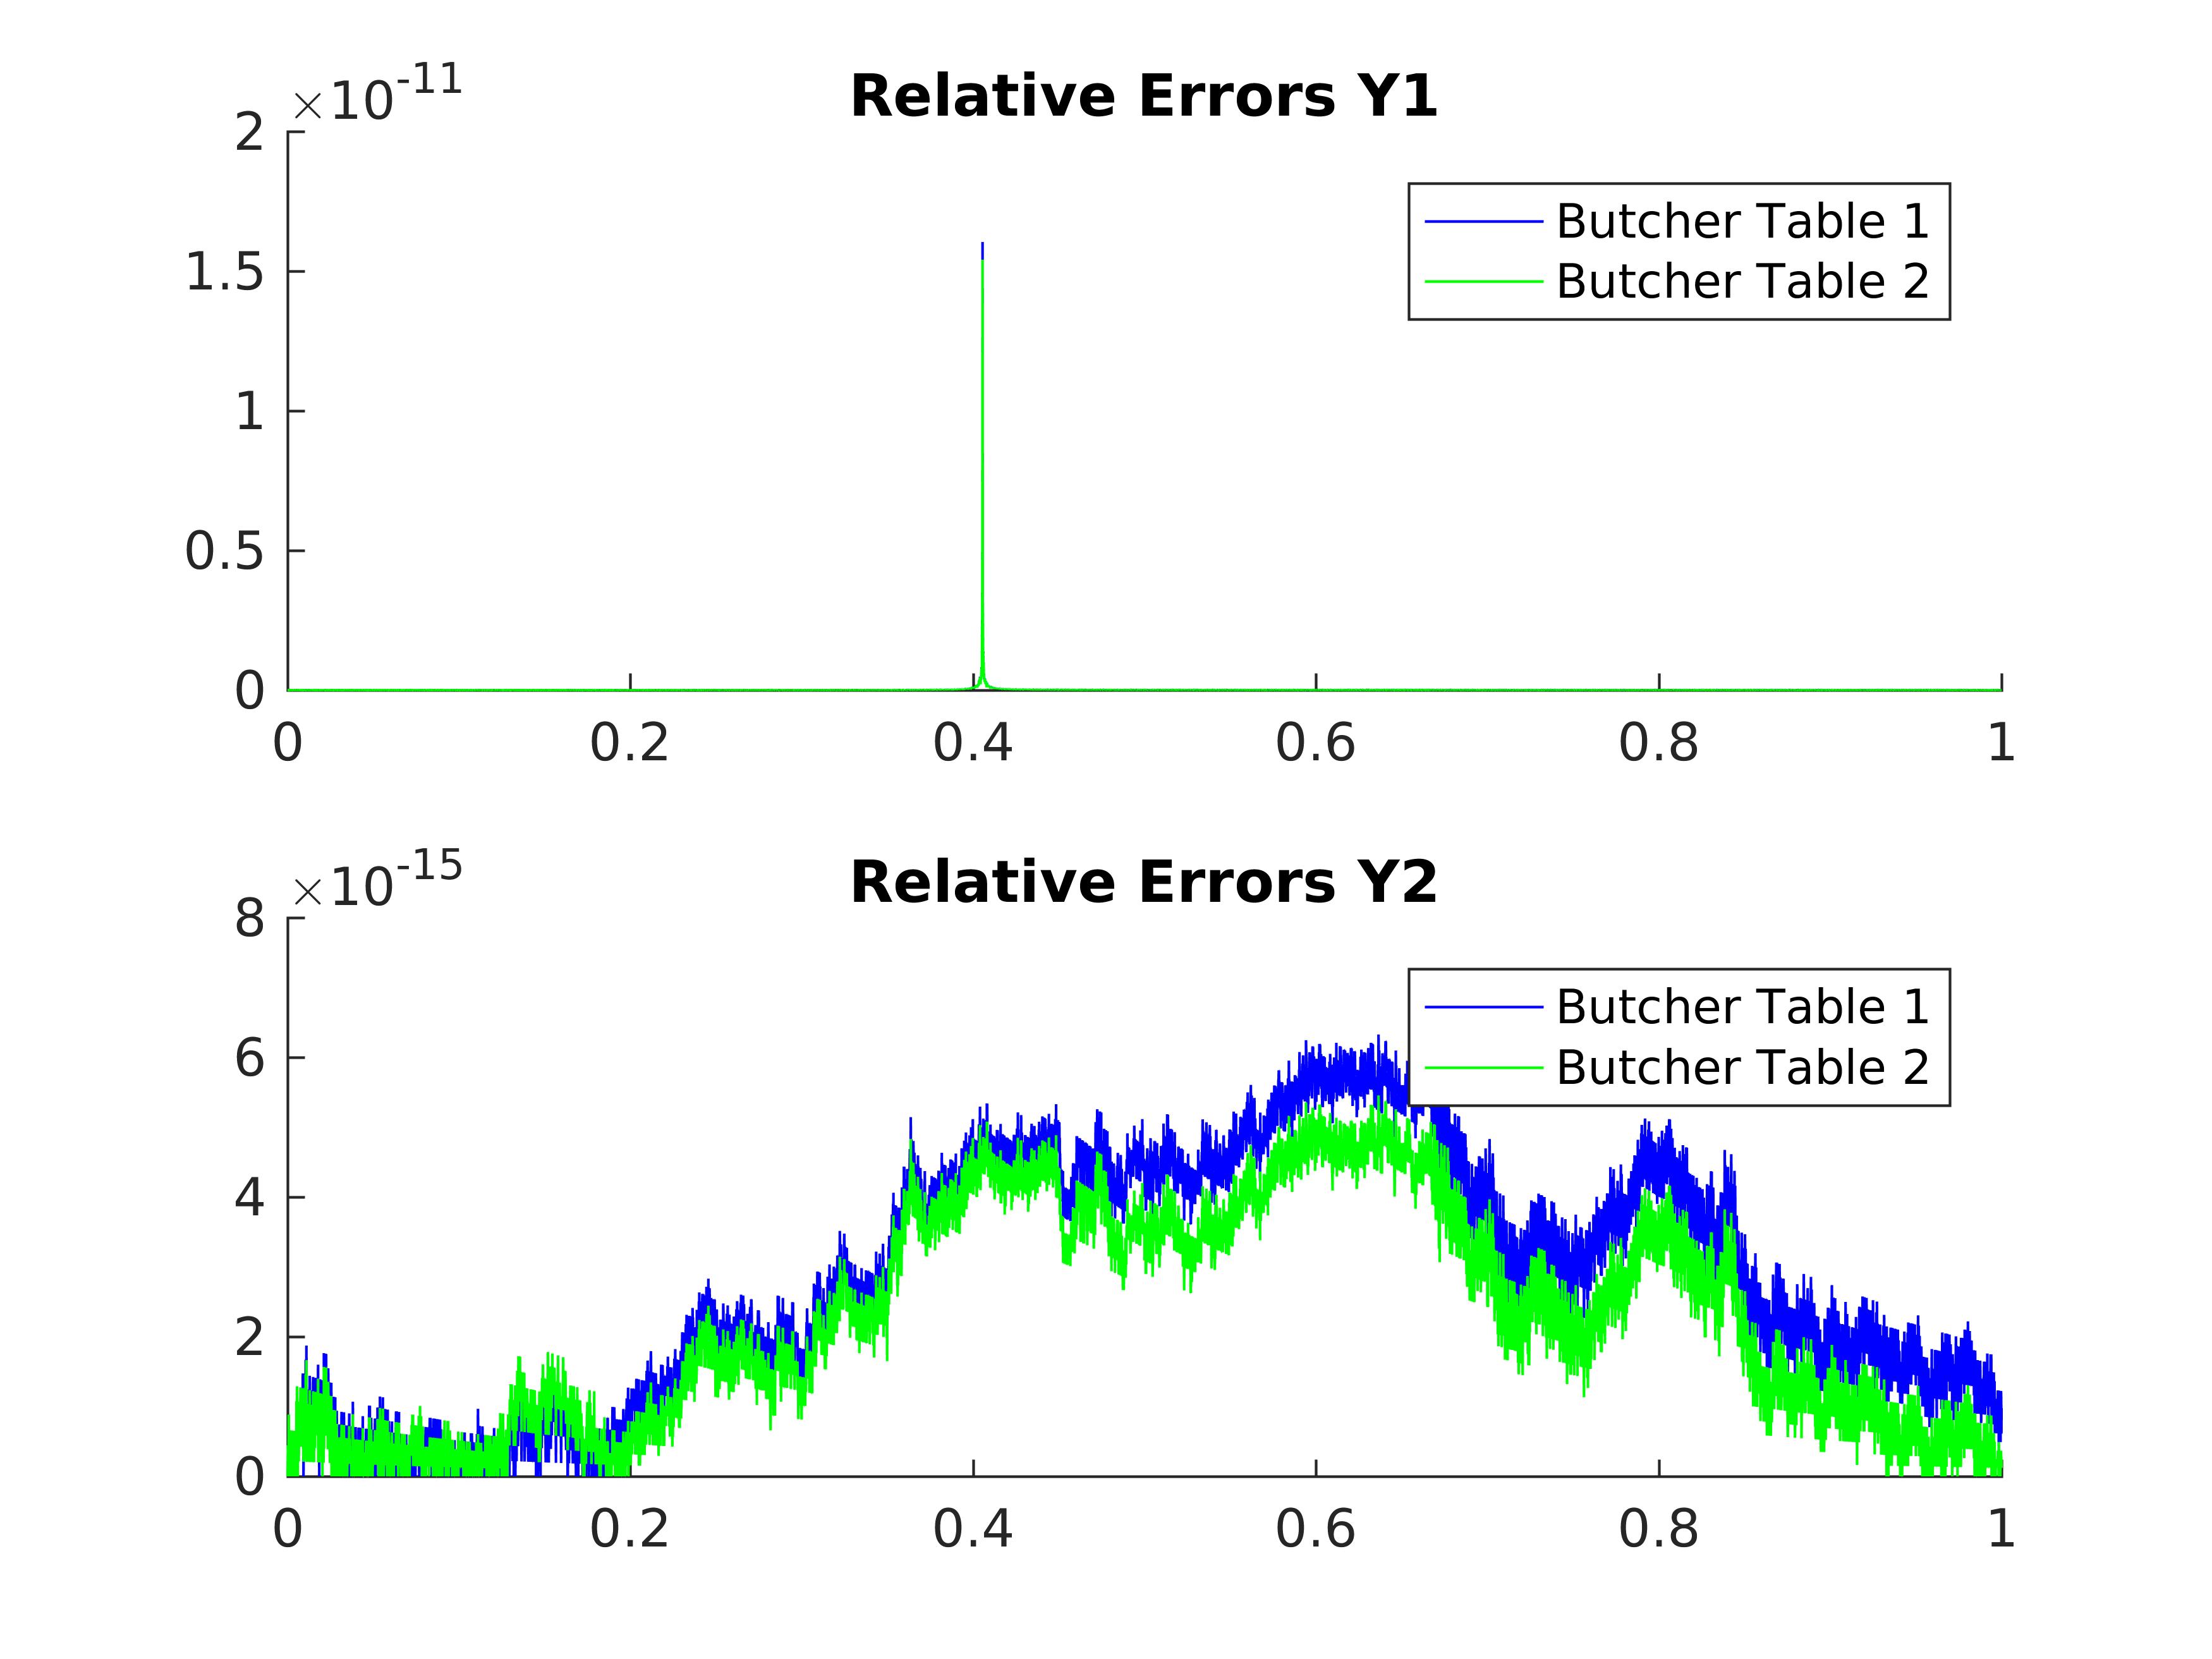 ×10^-11
Relative Errors Y1
2
1.5
1
0.5
0
Butcher Table 1
Butcher Table 2
0 0.2 0.4 0.6 0.8 1
×10^-15
Relative Errors Y2
8
6
4
2
0
Butcher Table 1
Butcher Table 2
0 0.2 0.4 0.6 0.8 1